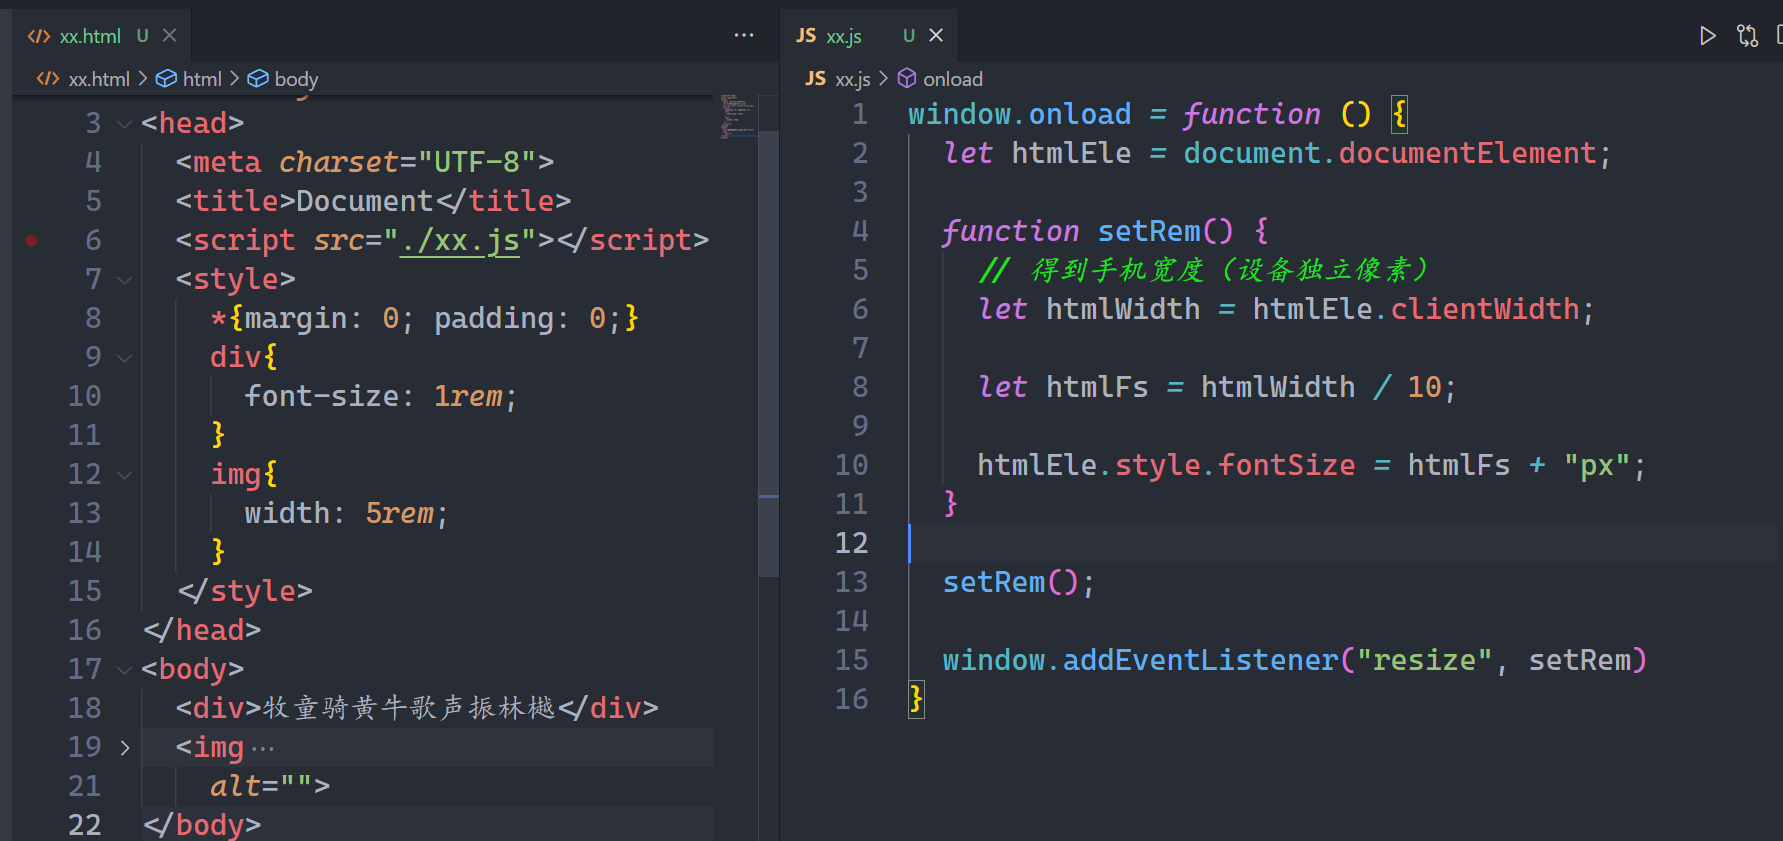 xx.html U
xx.html > html > body
3 <head>
4 <meta charset="UTF-8">
5 <title>Document</title>
6 <script src="./xx.js"></script>
7 <style>
8 *{margin: 0; padding: 0;}
9 div{
10 font-size: 1rem;
11 }
12 img{
13 width: 5rem;
14 }
15 </style>
16 </head>
17 <body>
18 <div>牧童骑黄牛歌声振林樾</div>
19 <img…
21 alt="">
22 </body>
JS xx.js U
JS xx.js > onload
1 window.onload = function () {
2 let htmlEle = document.documentElement;
3
4 function setRem() {
5 // 得到手机宽度（设备独立像素）
6 let htmlWidth = htmlEle.clientWidth;
7
8 let htmlFs = htmlWidth / 10;
9
10 htmlEle.style.fontSize = htmlFs + "px";
11 }
12
13 setRem();
14
15 window.addEventListener("resize", setRem)
16 }